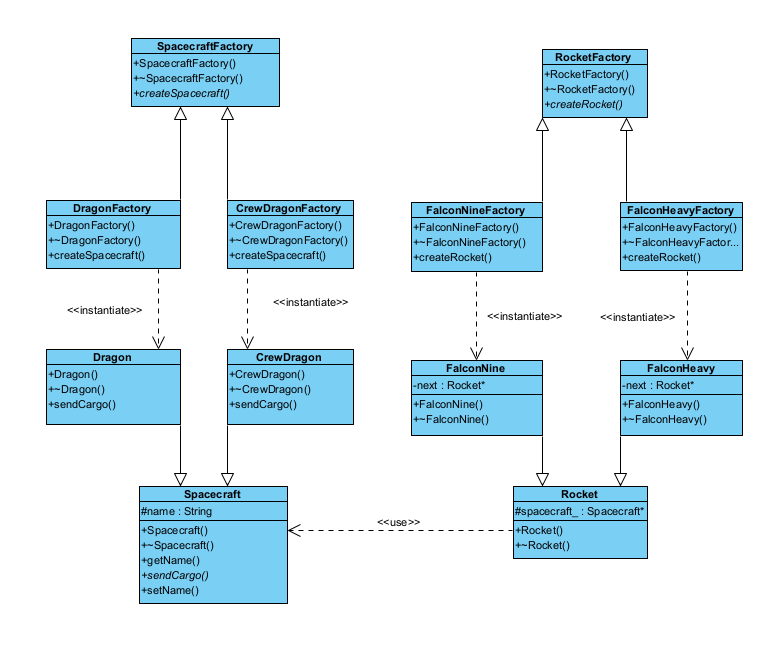 SpacecraftFactory
+SpacecraftFactory()
+~SpacecraftFactory()
+createSpacecraft()
RocketFactory
+RocketFactory()
+~RocketFactory()
+createRocket()
DragonFactory
+DragonFactory()
+~DragonFactory()
+createSpacecraft()
CrewDragonFactory
+CrewDragonFactory()
+~CrewDragonFactory()
+createSpacecraft()
FalconNineFactory
+FalconNineFactory()
+~FalconNineFactory()
+createRocket()
FalconHeavyFactory
+FalconHeavyFactory()
+~FalconHeavyFactor...
+createRocket()
<<instantiate>>
<<instantiate>>
<<instantiate>>
<<instantiate>>
Dragon
+Dragon()
+~Dragon()
+sendCargo()
CrewDragon
+CrewDragon()
+~CrewDragon()
+sendCargo()
FalconNine
-next : Rocket*
+FalconNine()
+~FalconNine()
FalconHeavy
-next : Rocket*
+FalconHeavy()
+~FalconHeavy()
Spacecraft
#name : String
+Spacecraft()
+~Spacecraft()
+getName()
+sendCargo()
+setName()
<<use>>
Rocket
#spacecraft_ : Spacecraft*
+Rocket()
+~Rocket()